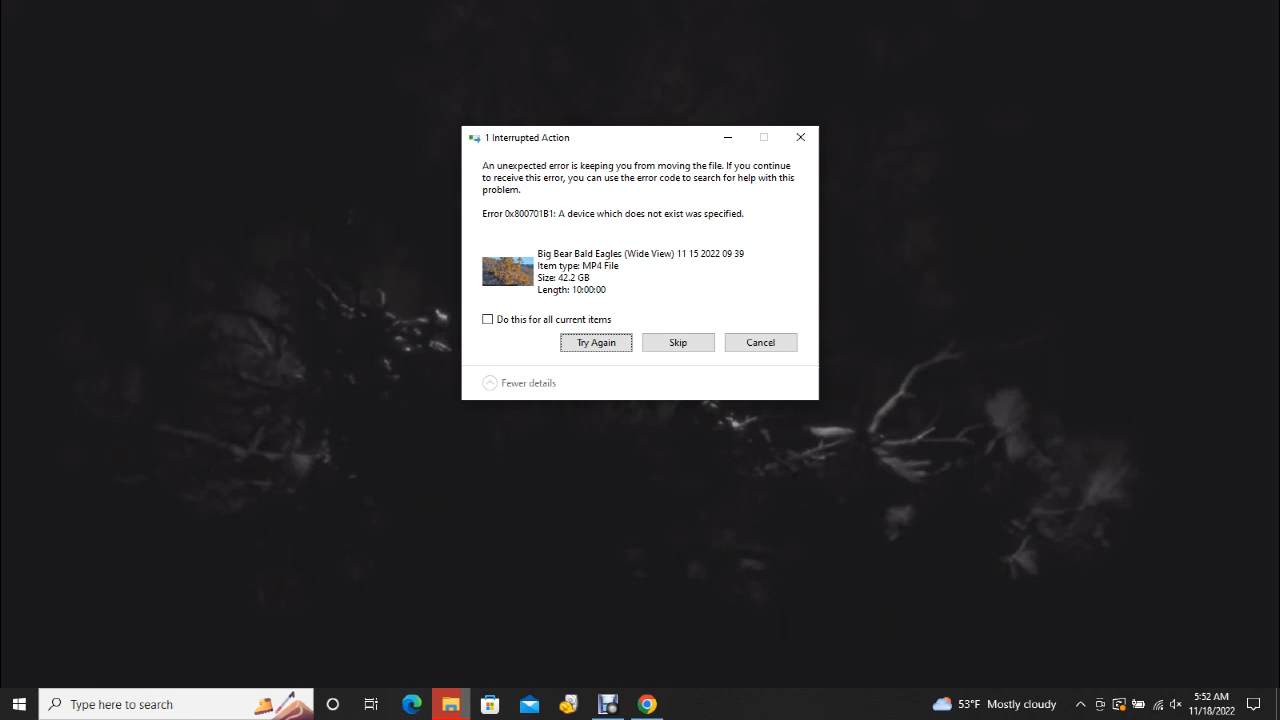 1 Interrupted Action
An unexpected error is keeping you from moving the file. If you continue
to receive this error, you can use the error code to search for help with this
problem.
Error 0x800701B1: A device which does not exist was specified.
Big Bear Bald Eagles (Wide View) 11 15 2022 09 39
Item type: MP4 File
Size: 42.2 GB
Length: 10:00:00
Do this for all current items
Try Again
Skip
Cancel
Fewer details
Type here to search
53°F Mostly cloudy
5:52 AM
11/18/2022